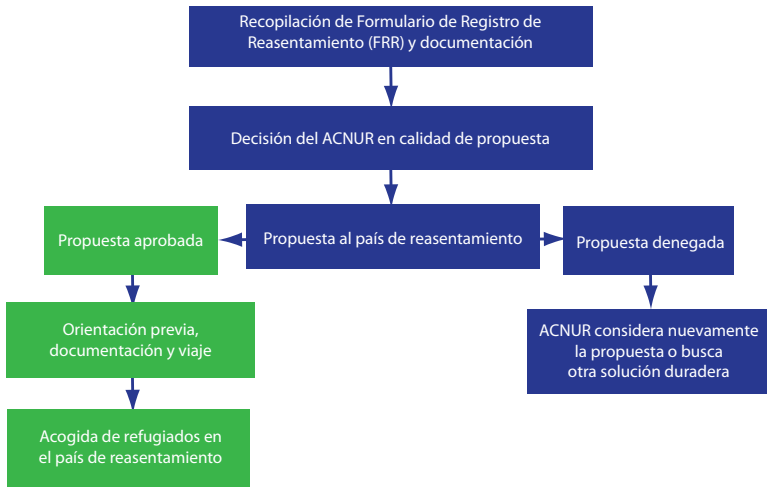 Recopilación de Formulario de Registro de
Reasentamiento (FRR) y documentación
Decisión del ACNUR en calidad de propuesta
Propuesta aprobada
Propuesta al país de reasentamiento
Propuesta denegada
Orientación previa,
documentación y viaje
ACNUR considera nuevamente
la propuesta o busca
otra solución duradera
Acogida de refugiados en
el país de reasentamiento